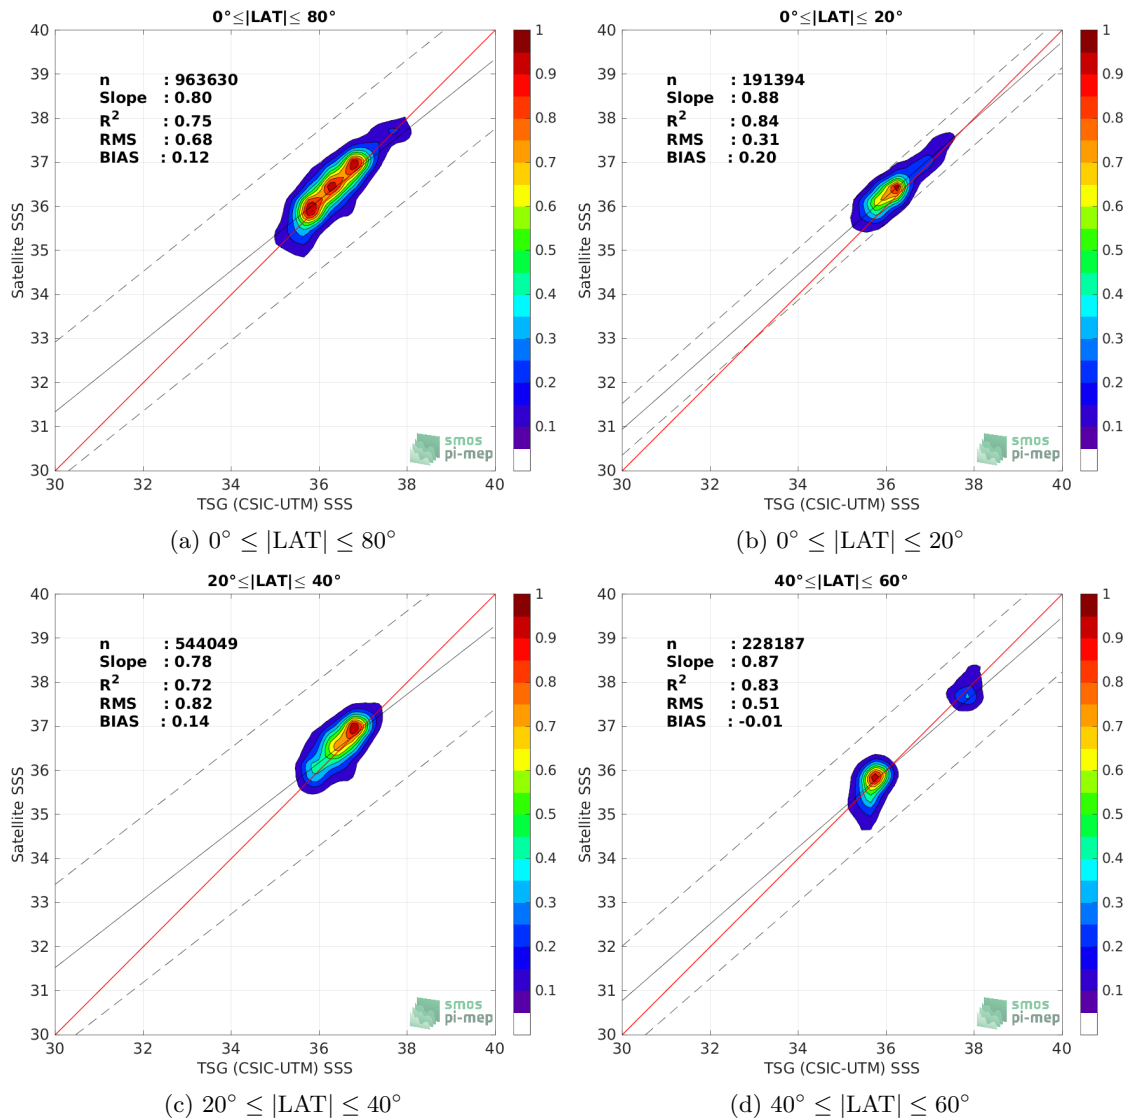 0°≤|LAT|≤ 80°
n : 963630
Slope : 0.80
R² : 0.75
RMS : 0.68
BIAS : 0.12
Satellite SSS
40
39
38
37
36
35
34
33
32
31
30
30 32 34 36 38 40
TSG (CSIC-UTM) SSS
1
0.9
0.8
0.7
0.6
0.5
0.4
0.3
0.2
0.1
smos
pi-mep
(a) 0° ≤ |LAT| ≤ 80°
0°≤|LAT|≤ 20°
n : 191394
Slope : 0.88
R² : 0.84
RMS : 0.31
BIAS : 0.20
Satellite SSS
40
39
38
37
36
35
34
33
32
31
30
30 32 34 36 38 40
TSG (CSIC-UTM) SSS
1
0.9
0.8
0.7
0.6
0.5
0.4
0.3
0.2
0.1
smos
pi-mep
(b) 0° ≤ |LAT| ≤ 20°
20°≤|LAT|≤ 40°
n : 544049
Slope : 0.78
R² : 0.72
RMS : 0.82
BIAS : 0.14
Satellite SSS
40
39
38
37
36
35
34
33
32
31
30
30 32 34 36 38 40
TSG (CSIC-UTM) SSS
1
0.9
0.8
0.7
0.6
0.5
0.4
0.3
0.2
0.1
smos
pi-mep
(c) 20° ≤ |LAT| ≤ 40°
40°≤|LAT|≤ 60°
n : 228187
Slope : 0.87
R² : 0.83
RMS : 0.51
BIAS : -0.01
Satellite SSS
40
39
38
37
36
35
34
33
32
31
30
30 32 34 36 38 40
TSG (CSIC-UTM) SSS
1
0.9
0.8
0.7
0.6
0.5
0.4
0.3
0.2
0.1
smos
pi-mep
(d) 40° ≤ |LAT| ≤ 60°